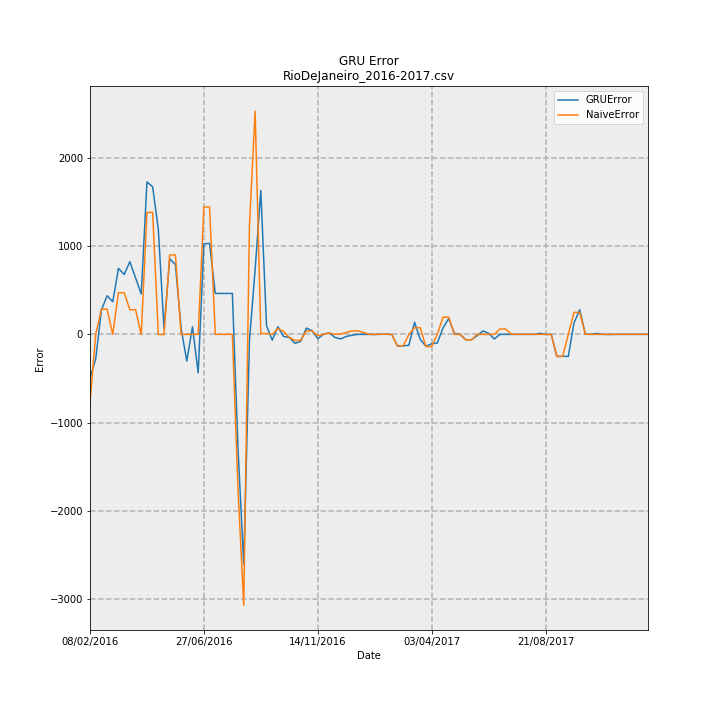 GRU Error
RioDeJaneiro_2016-2017.csv
GRUError
NaiveError
2000
1000
0
−1000
−2000
−3000
Error
08/02/2016
27/06/2016
14/11/2016
03/04/2017
21/08/2017
Date